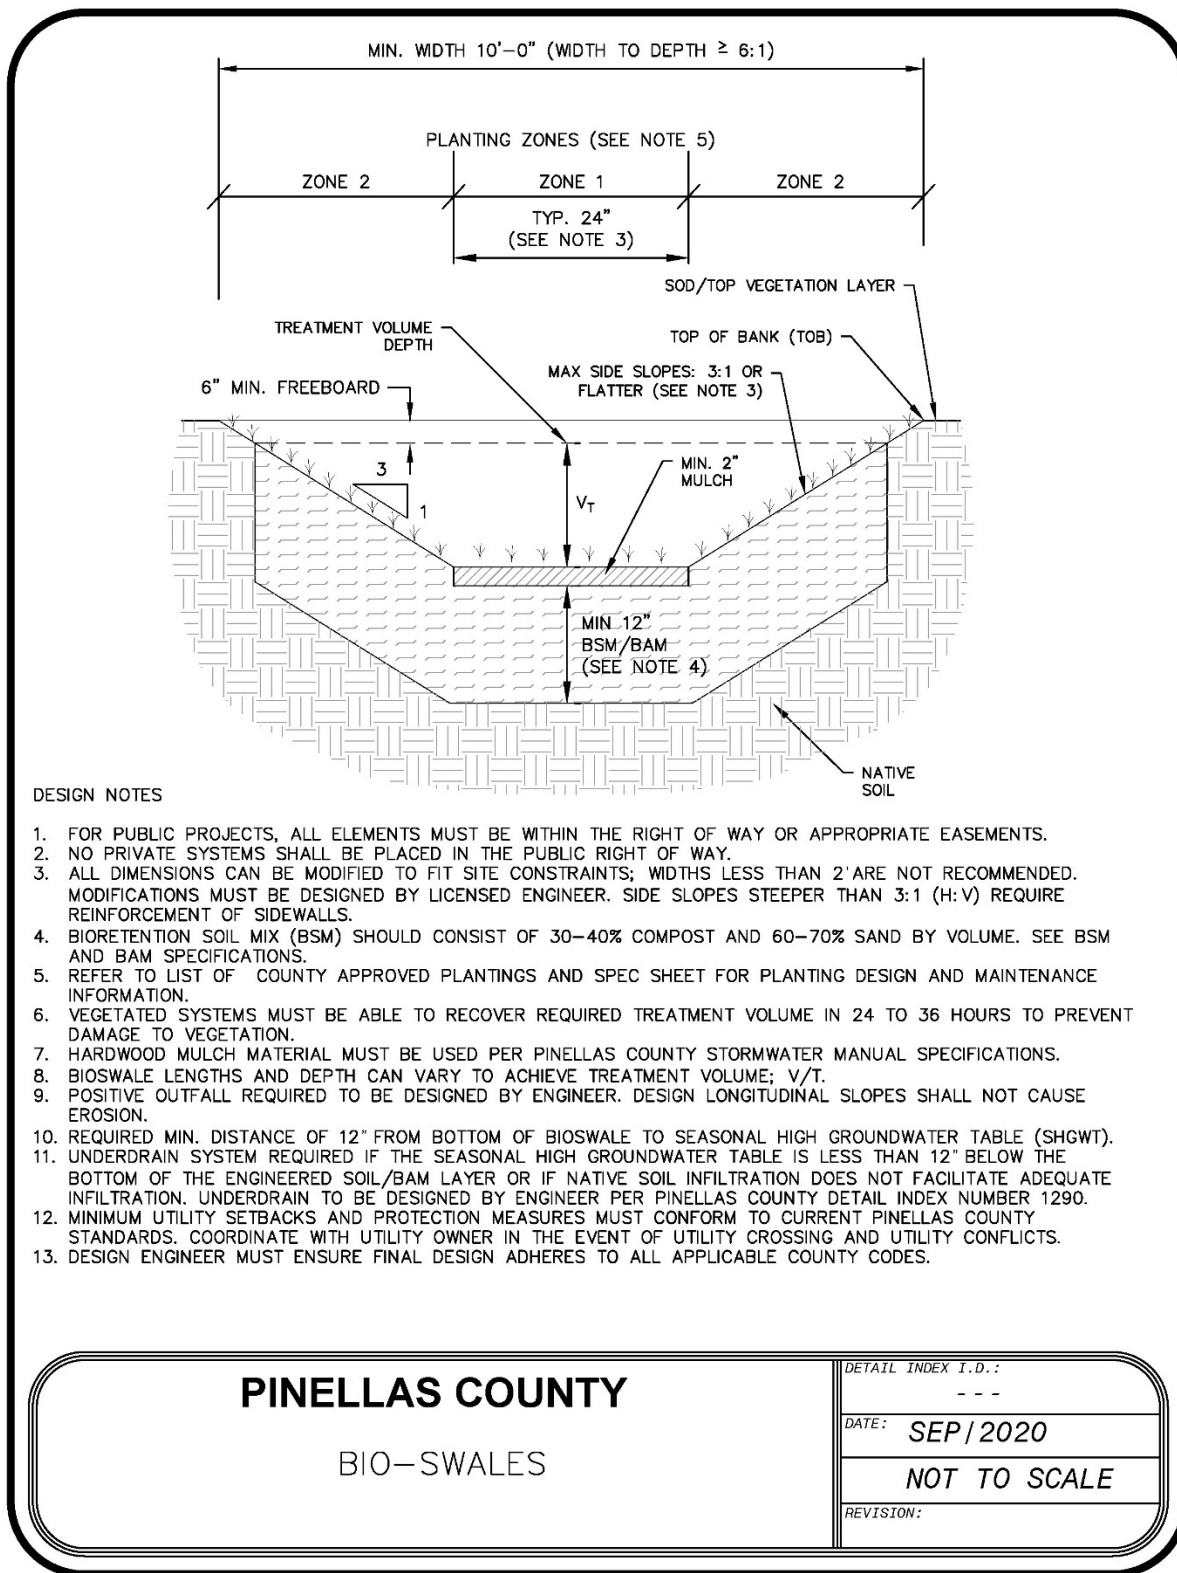 MIN. WIDTH 10'-0" (WIDTH TO DEPTH ≥ 6:1)
PLANTING ZONES (SEE NOTE 5)
ZONE 2
ZONE 1
ZONE 2
TYP. 24"
(SEE NOTE 3)
SOD/TOP VEGETATION LAYER
TREATMENT VOLUME
DEPTH
TOP OF BANK (TOB)
MAX SIDE SLOPES: 3:1 OR
FLATTER (SEE NOTE 3)
6" MIN. FREEBOARD
3
1
MIN. 2"
MULCH
VT
MIN 12"
BSM/BAM
(SEE NOTE 4)
NATIVE
SOIL
DESIGN NOTES
1. FOR PUBLIC PROJECTS, ALL ELEMENTS MUST BE WITHIN THE RIGHT OF WAY OR APPROPRIATE EASEMENTS.
2. NO PRIVATE SYSTEMS SHALL BE PLACED IN THE PUBLIC RIGHT OF WAY.
3. ALL DIMENSIONS CAN BE MODIFIED TO FIT SITE CONSTRAINTS; WIDTHS LESS THAN 2' ARE NOT RECOMMENDED.
MODIFICATIONS MUST BE DESIGNED BY LICENSED ENGINEER. SIDE SLOPES STEEPER THAN 3:1 (H:V) REQUIRE
REINFORCEMENT OF SIDEWALLS.
4. BIORETENTION SOIL MIX (BSM) SHOULD CONSIST OF 30-40% COMPOST AND 60-70% SAND BY VOLUME. SEE BSM
AND BAM SPECIFICATIONS.
5. REFER TO LIST OF COUNTY APPROVED PLANTINGS AND SPEC SHEET FOR PLANTING DESIGN AND MAINTENANCE
INFORMATION.
6. VEGETATED SYSTEMS MUST BE ABLE TO RECOVER REQUIRED TREATMENT VOLUME IN 24 TO 36 HOURS TO PREVENT
DAMAGE TO VEGETATION.
7. HARDWOOD MULCH MATERIAL MUST BE USED PER PINELLAS COUNTY STORMWATER MANUAL SPECIFICATIONS.
8. BIOSWALE LENGTHS AND DEPTH CAN VARY TO ACHIEVE TREATMENT VOLUME; V/T.
9. POSITIVE OUTFALL REQUIRED TO BE DESIGNED BY ENGINEER. DESIGN LONGITUDINAL SLOPES SHALL NOT CAUSE
EROSION.
10. REQUIRED MIN. DISTANCE OF 12" FROM BOTTOM OF BIOSWALE TO SEASONAL HIGH GROUNDWATER TABLE (SHGWT).
11. UNDERDRAIN SYSTEM REQUIRED IF THE SEASONAL HIGH GROUNDWATER TABLE IS LESS THAN 12" BELOW THE
BOTTOM OF THE ENGINEERED SOIL/BAM LAYER OR IF NATIVE SOIL INFILTRATION DOES NOT FACILITATE ADEQUATE
INFILTRATION. UNDERDRAIN TO BE DESIGNED BY ENGINEER PER PINELLAS COUNTY DETAIL INDEX NUMBER 1290.
12. MINIMUM UTILITY SETBACKS AND PROTECTION MEASURES MUST CONFORM TO CURRENT PINELLAS COUNTY
STANDARDS. COORDINATE WITH UTILITY OWNER IN THE EVENT OF UTILITY CROSSING AND UTILITY CONFLICTS.
13. DESIGN ENGINEER MUST ENSURE FINAL DESIGN ADHERES TO ALL APPLICABLE COUNTY CODES.
PINELLAS COUNTY
BIO-SWALES
DETAIL INDEX I.D.:
- - -
DATE: SEP/2020
NOT TO SCALE
REVISION: